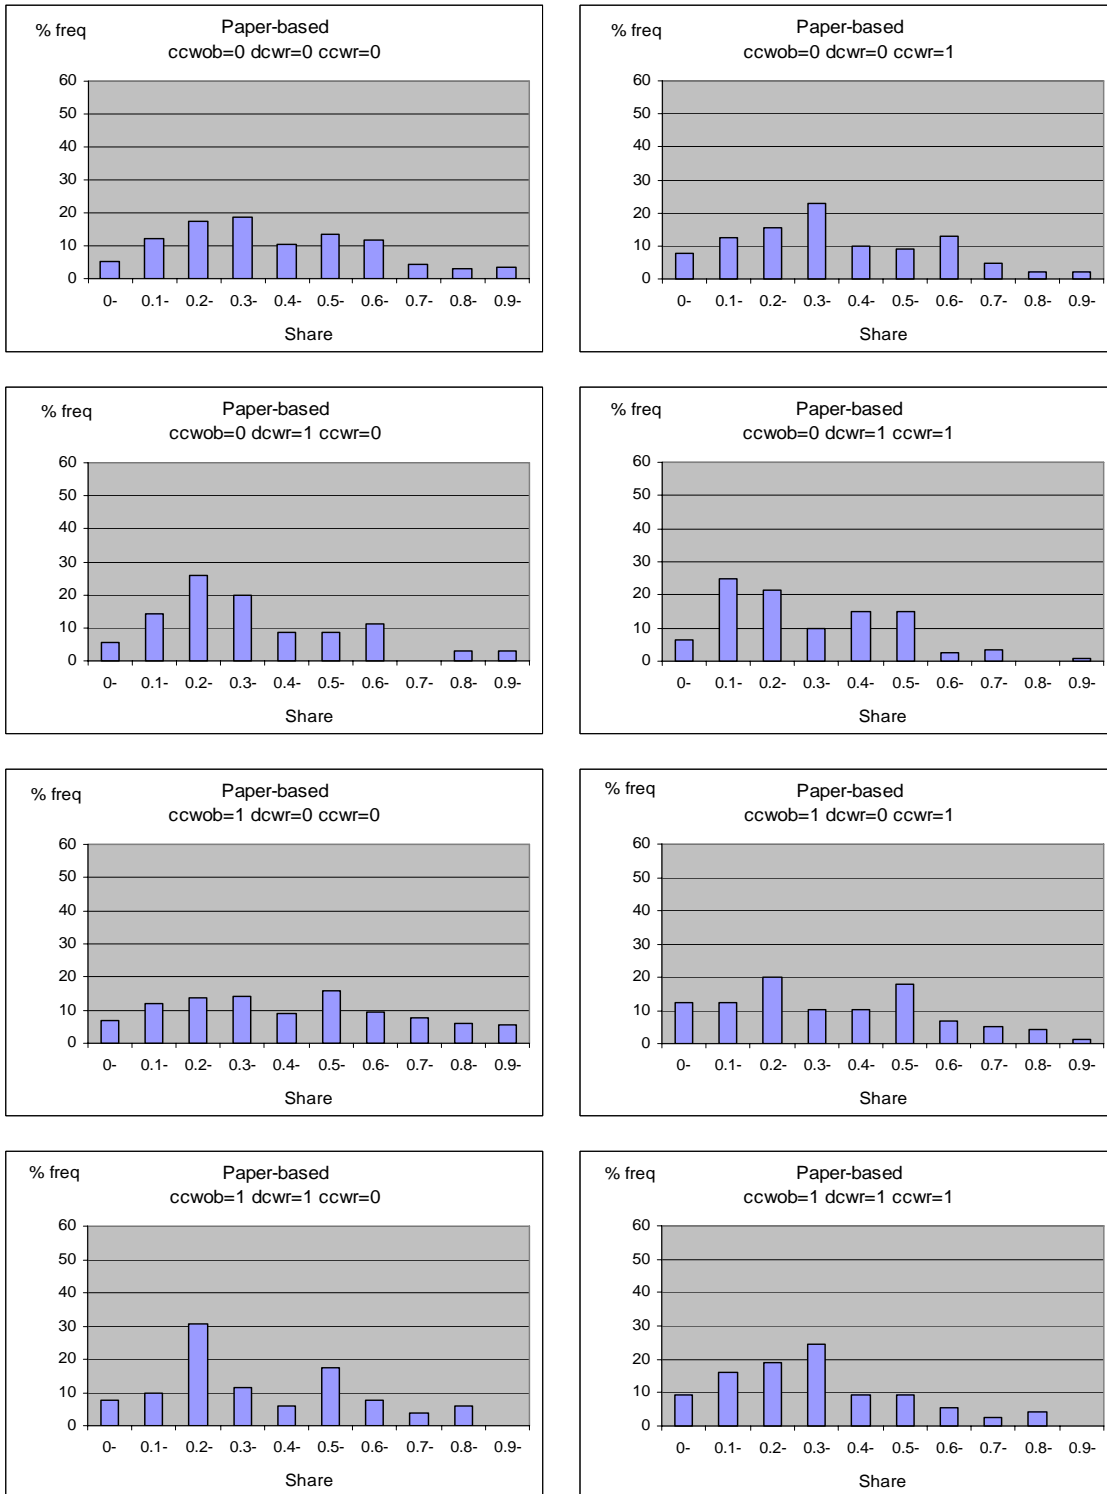 % freq
Paper-based
ccwob=0 dcwr=0 ccwr=0
60
50
40
30
20
10
0
0- 0.1- 0.2- 0.3- 0.4- 0.5- 0.6- 0.7- 0.8- 0.9-
Share
% freq
Paper-based
ccwob=0 dcwr=0 ccwr=1
60
50
40
30
20
10
0
0- 0.1- 0.2- 0.3- 0.4- 0.5- 0.6- 0.7- 0.8- 0.9-
Share
% freq
Paper-based
ccwob=0 dcwr=1 ccwr=0
60
50
40
30
20
10
0
0- 0.1- 0.2- 0.3- 0.4- 0.5- 0.6- 0.7- 0.8- 0.9-
Share
% freq
Paper-based
ccwob=0 dcwr=1 ccwr=1
60
50
40
30
20
10
0
0- 0.1- 0.2- 0.3- 0.4- 0.5- 0.6- 0.7- 0.8- 0.9-
Share
% freq
Paper-based
ccwob=1 dcwr=0 ccwr=0
60
50
40
30
20
10
0
0- 0.1- 0.2- 0.3- 0.4- 0.5- 0.6- 0.7- 0.8- 0.9-
Share
% freq
Paper-based
ccwob=1 dcwr=0 ccwr=1
60
50
40
30
20
10
0
0- 0.1- 0.2- 0.3- 0.4- 0.5- 0.6- 0.7- 0.8- 0.9-
Share
% freq
Paper-based
ccwob=1 dcwr=1 ccwr=0
60
50
40
30
20
10
0
0- 0.1- 0.2- 0.3- 0.4- 0.5- 0.6- 0.7- 0.8- 0.9-
Share
% freq
Paper-based
ccwob=1 dcwr=1 ccwr=1
60
50
40
30
20
10
0
0- 0.1- 0.2- 0.3- 0.4- 0.5- 0.6- 0.7- 0.8- 0.9-
Share